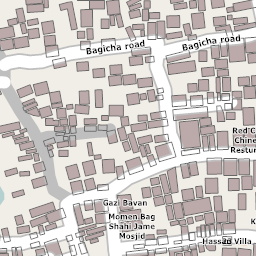 Bagicha road
Bagicha road
Red C
Chine
Restur
Gazi Bavan
Momen Bag
Shahi Jame
Mosjid
K
Hassan Villa